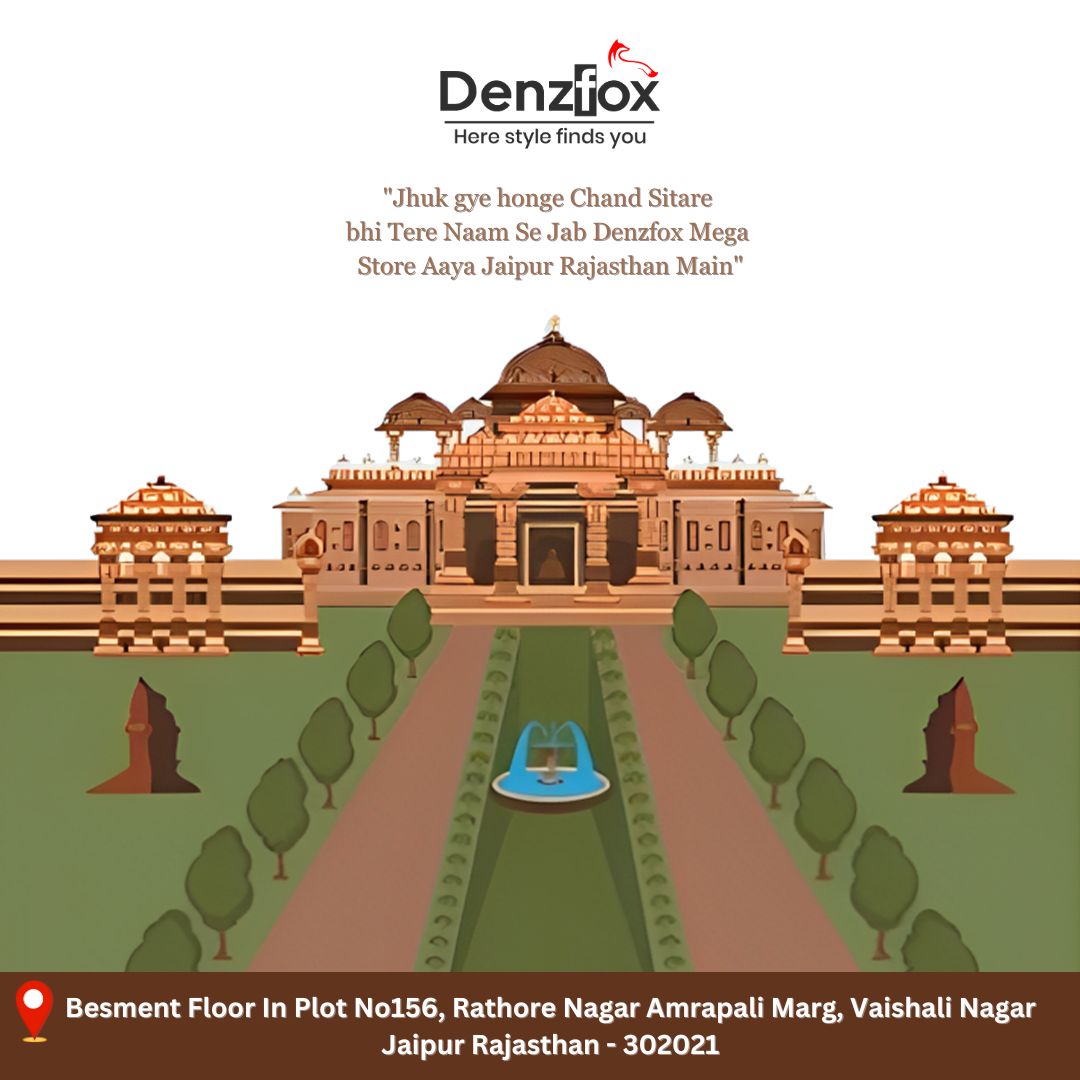 Denzfox
Here style finds you
"Jhuk gye honge Chand Sitare
bhi Tere Naam Se Jab Denzfox Mega
Store Aaya Jaipur Rajasthan Main"
Besment Floor In Plot No156, Rathore Nagar Amrapali Marg, Vaishali Nagar
Jaipur Rajasthan - 302021